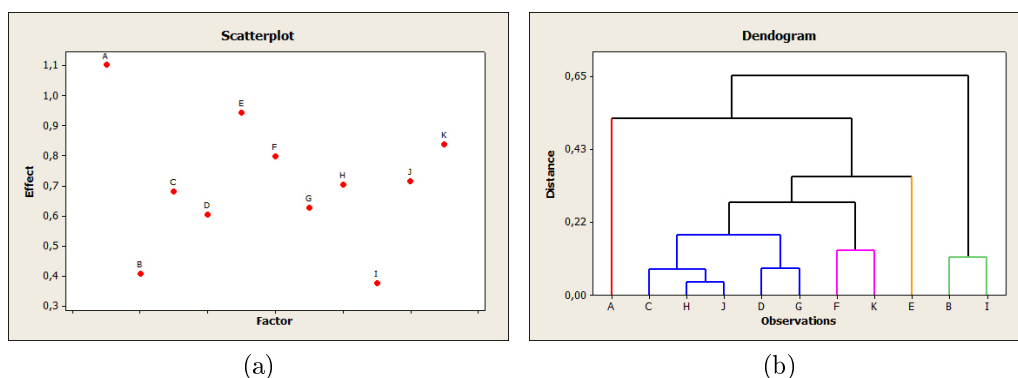 Scatterplot
A
1,1
1,0
E
0,9
K
F
0,8
J
H
C
0,7
G
D
0,6
0,5
B
I
0,4
0,3
Effect
Factor
(a)
Dendogram
0,65
0,43
0,22
0,00
Distance
A C H J D G F K E B I
Observations
(b)